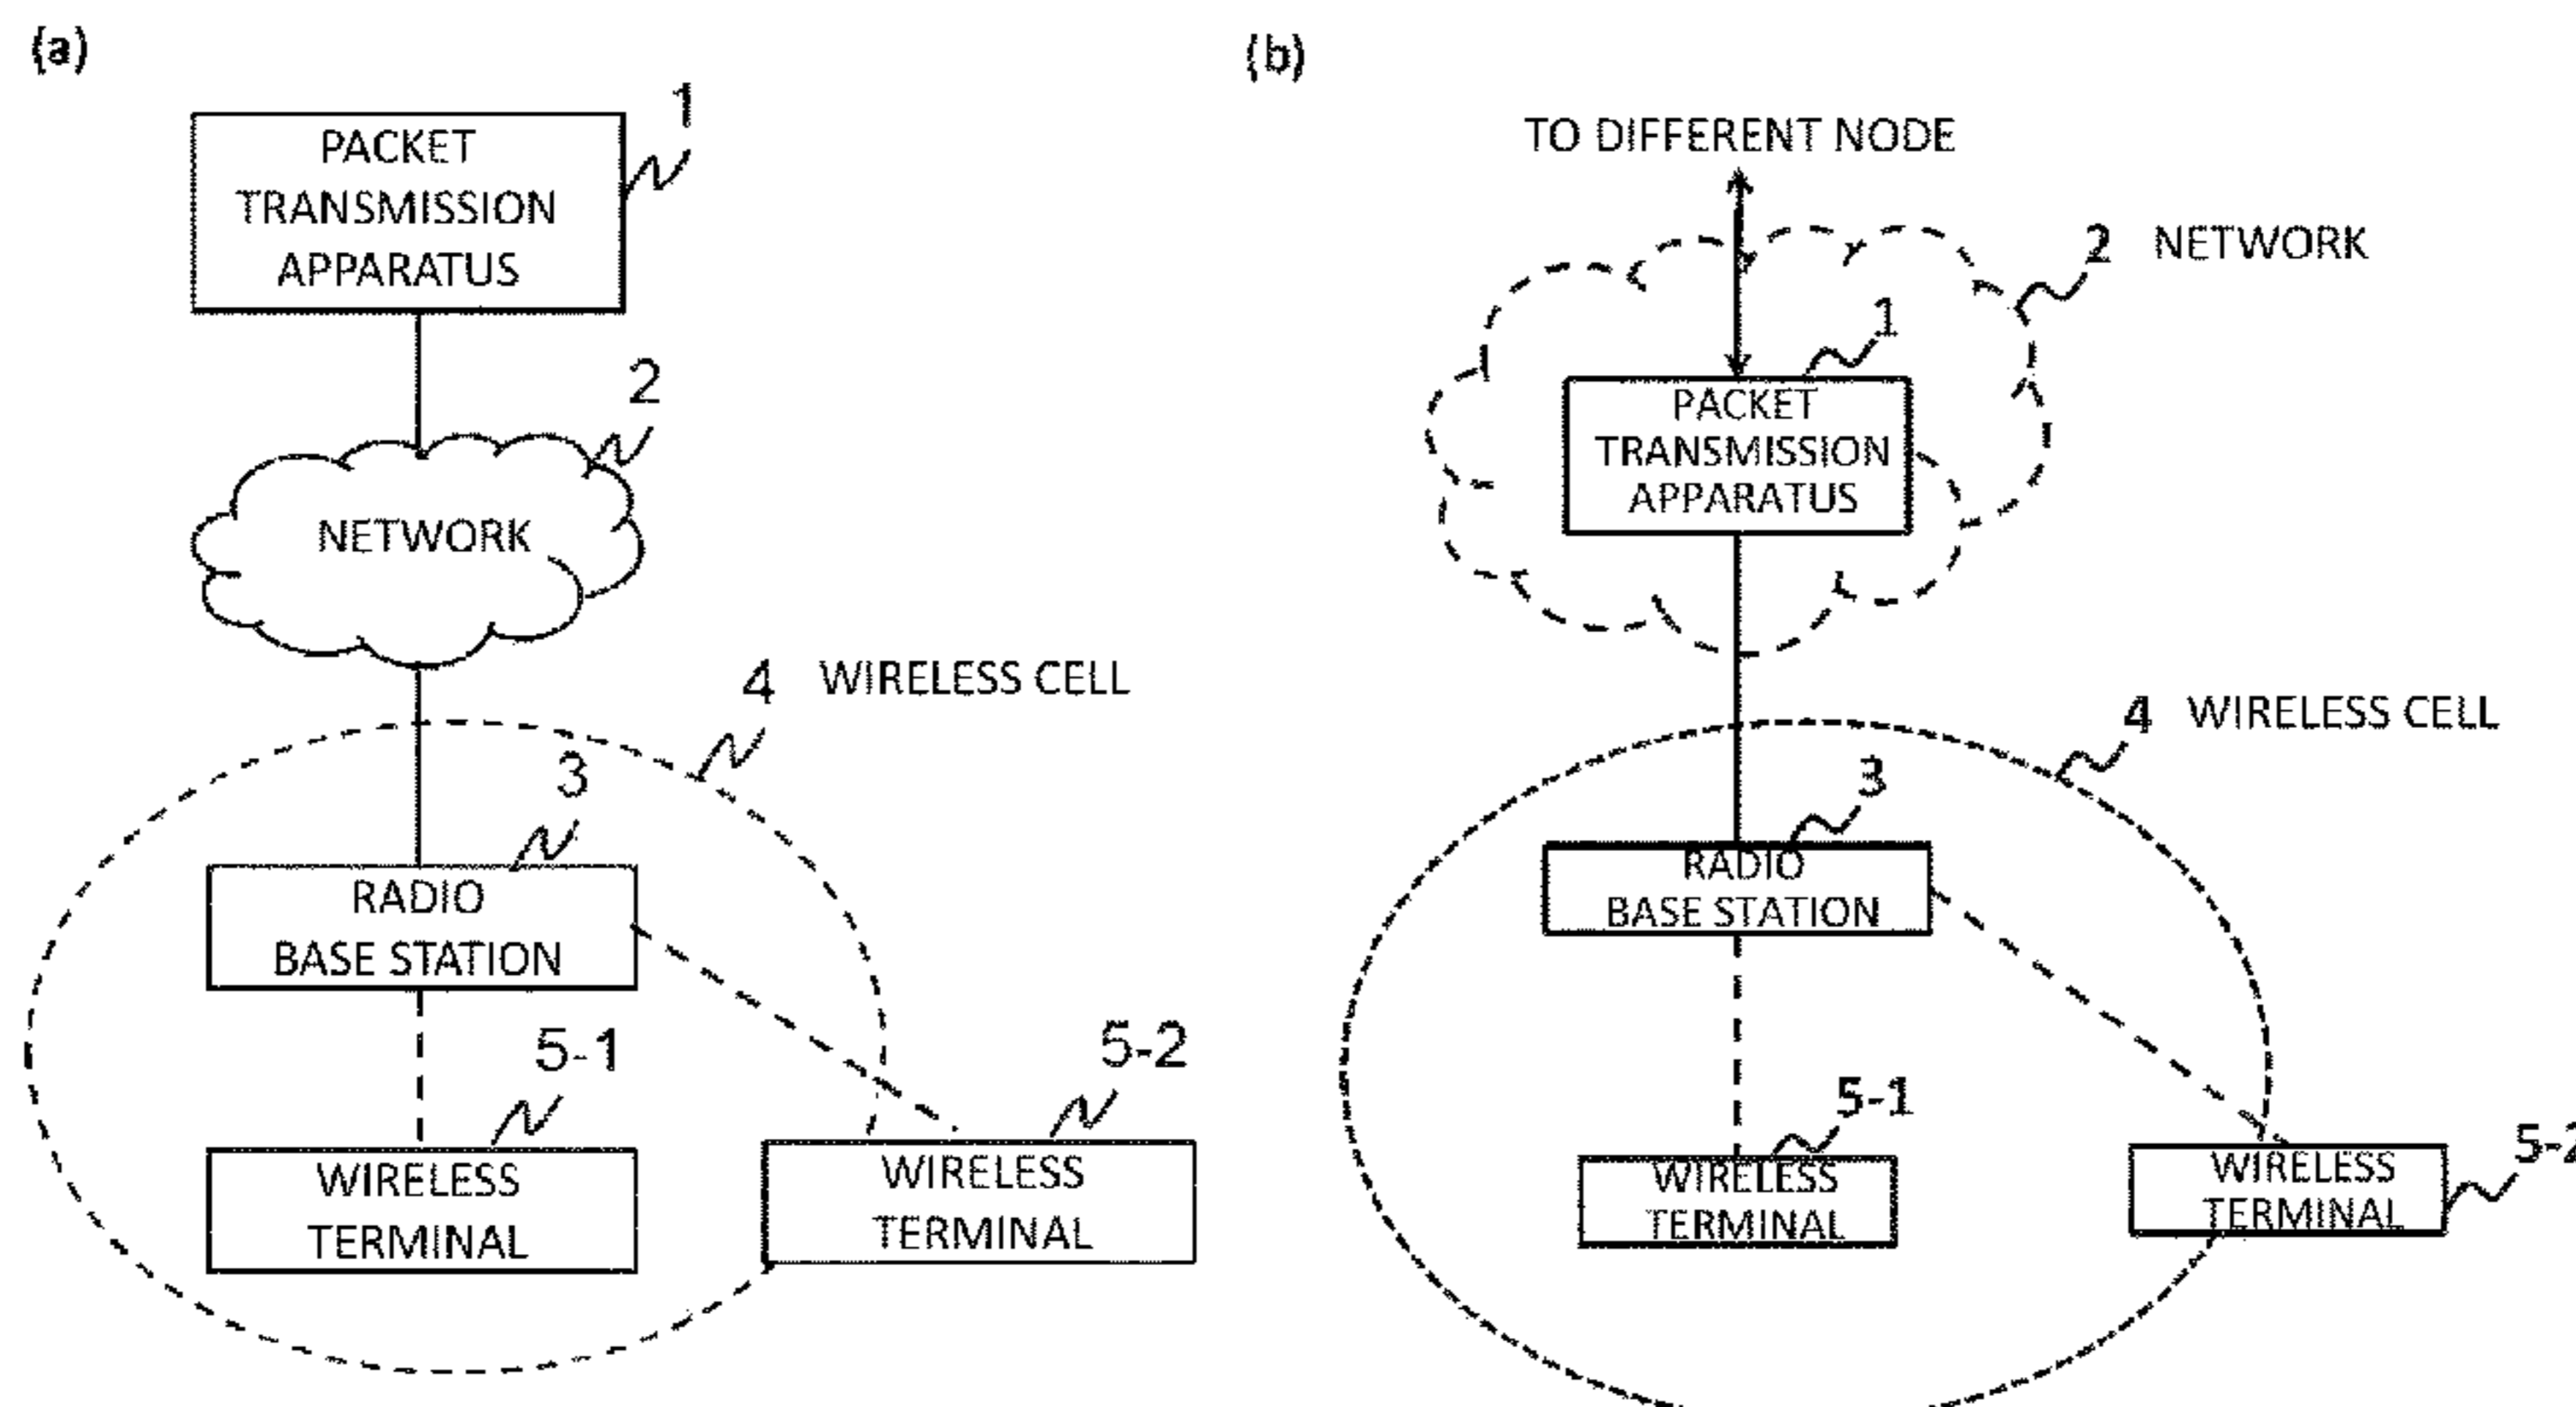 (a)
1
PACKET
TRANSMISSION
APPARATUS
2
NETWORK
4 WIRELESS CELL
3
RADIO
BASE STATION
5-1
WIRELESS
TERMINAL
5-2
WIRELESS
TERMINAL
(b)
TO DIFFERENT NODE
2 NETWORK
1
PACKET
TRANSMISSION
APPARATUS
4 WIRELESS CELL
3
RADIO
BASE STATION
5-1
WIRELESS
TERMINAL
5-2
WIRELESS
TERMINAL